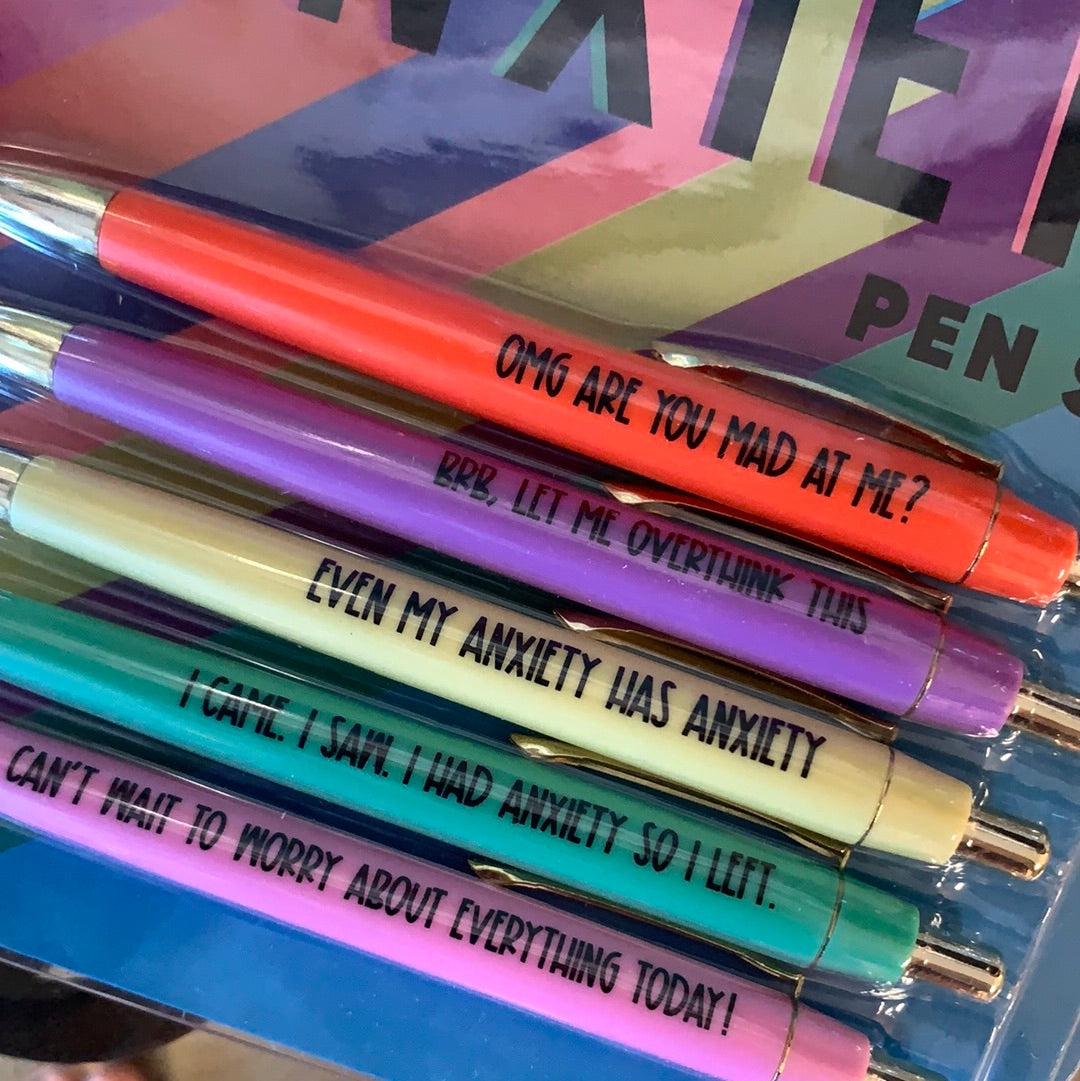 PEN
OMG ARE YOU MAD AT ME?
BRB, LET ME OVERTHINK THIS
EVEN MY ANXIETY HAS ANXIETY
I CAME. I SAW. I HAD ANXIETY SO I LEFT.
CAN'T WAIT TO WORRY ABOUT EVERYTHING TODAY!